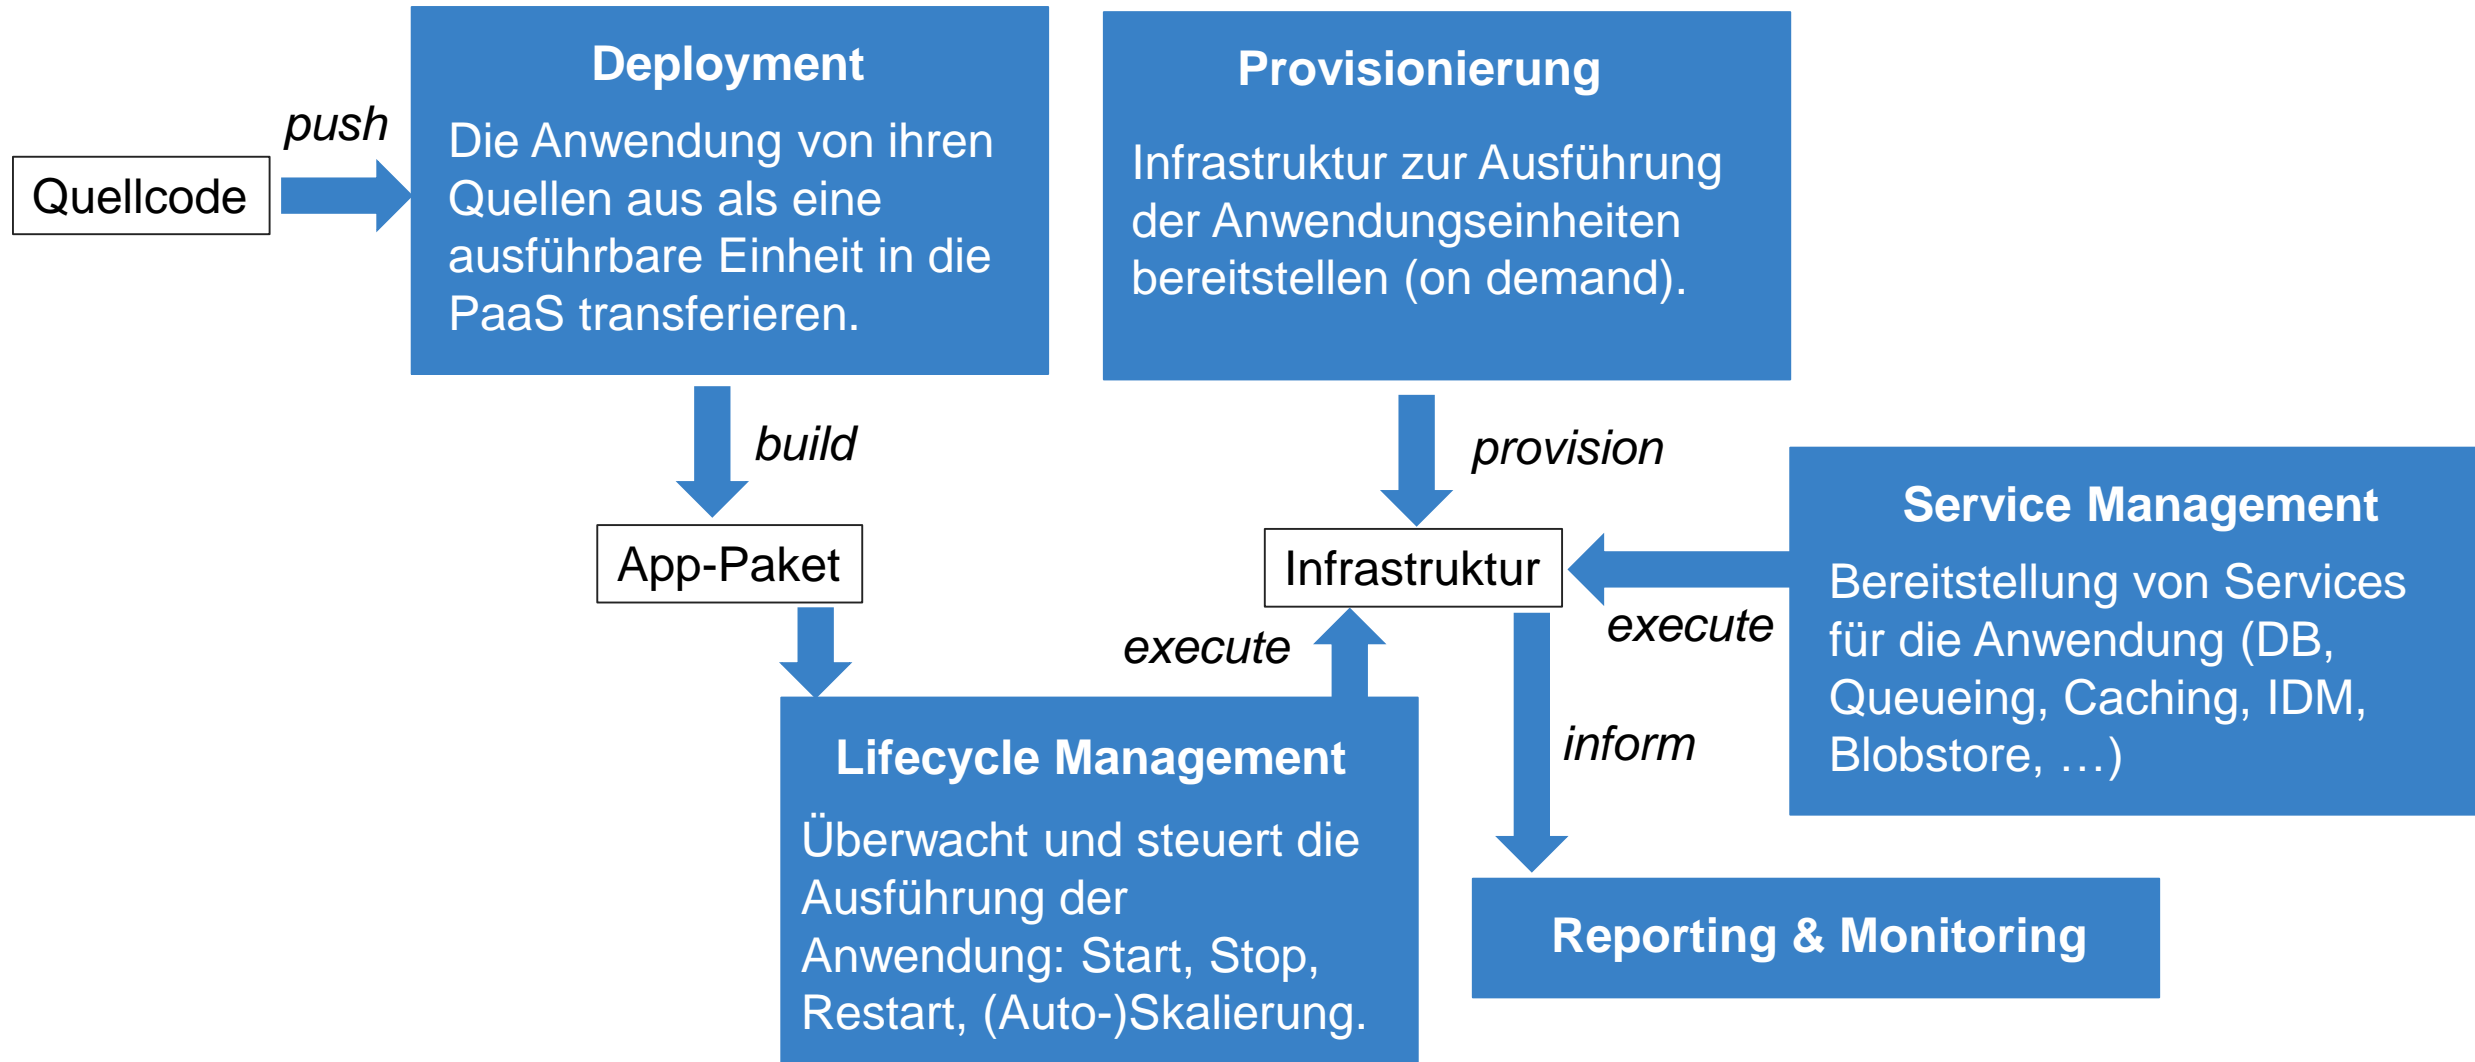 Deployment
Die Anwendung von ihren
Quellen aus als eine
ausführbare Einheit in die
PaaS transferieren.
Provisionierung
Infrastruktur zur Ausführung
der Anwendungseinheiten
bereitstellen (on demand).
push
Quellcode
build
provision
App-Paket
Infrastruktur
Service Management
Bereitstellung von Services
für die Anwendung (DB,
Queueing, Caching, IDM,
Blobstore, …)
execute
execute
inform
Lifecycle Management
Überwacht und steuert die
Ausführung der
Anwendung: Start, Stop,
Restart, (Auto-)Skalierung.
Reporting & Monitoring